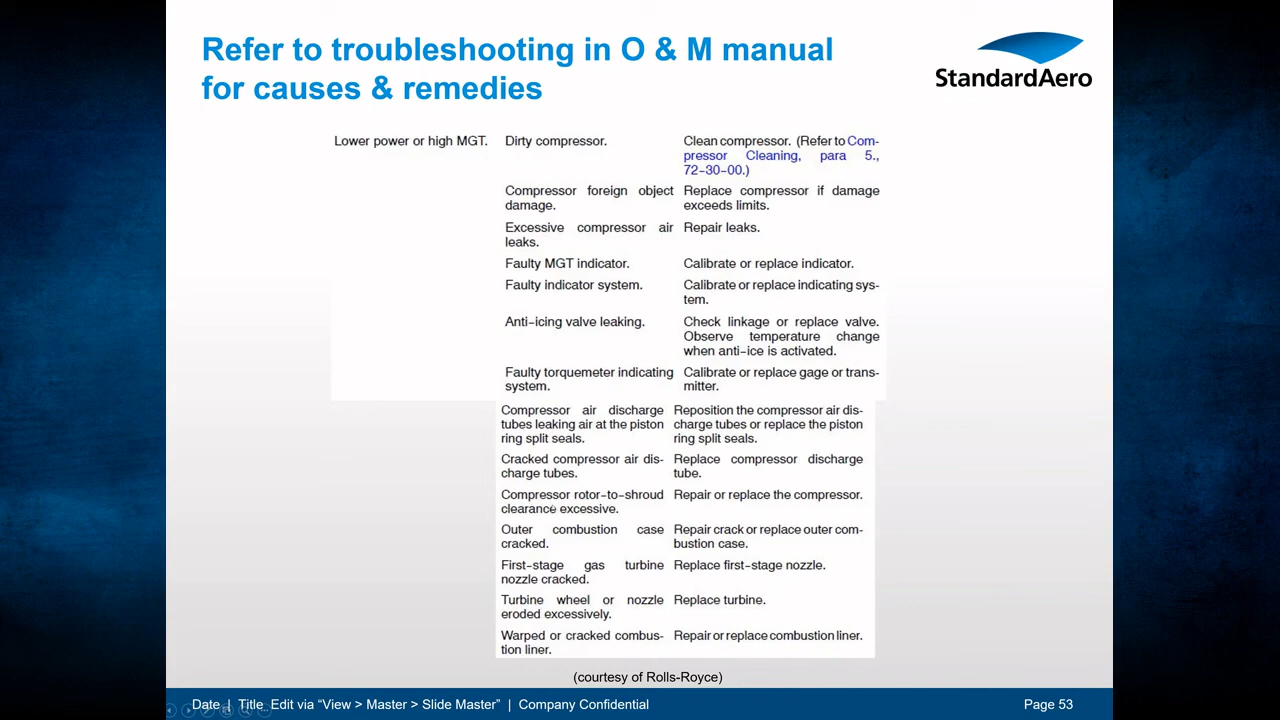 Refer to troubleshooting in O & M manual
for causes & remedies
StandardAero
Lower power or high MGT.
Dirty compressor.
Clean compressor. (Refer to Com-
pressor Cleaning, para 5.,
72–30–00.)
Compressor foreign object
damage.
Replace compressor if damage
exceeds limits.
Excessive compressor air
leaks.
Repair leaks.
Faulty MGT indicator.
Calibrate or replace indicator.
Faulty indicator system.
Calibrate or replace indicating sys-
tem.
Anti–icing valve leaking.
Check linkage or replace valve.
Observe temperature change
when anti–ice is activated.
Faulty torquemeter indicating
system.
Calibrate or replace gage or trans-
mitter.
Compressor air discharge
tubes leaking air at the piston
ring split seals.
Reposition the compressor air dis-
charge tubes or replace the piston
ring split seals.
Cracked compressor air dis-
charge tubes.
Replace compressor discharge
tube.
Compressor rotor–to–shroud
clearance excessive.
Repair or replace the compressor.
Outer combustion case
cracked.
Repair crack or replace outer com-
bustion case.
First–stage gas turbine
nozzle cracked.
Replace first–stage nozzle.
Turbine wheel or nozzle
eroded excessively.
Replace turbine.
Warped or cracked combus-
tion liner.
Repair or replace combustion liner.
(courtesy of Rolls-Royce)
Date | Title Edit via “View > Master > Slide Master” | Company Confidential
Page 53